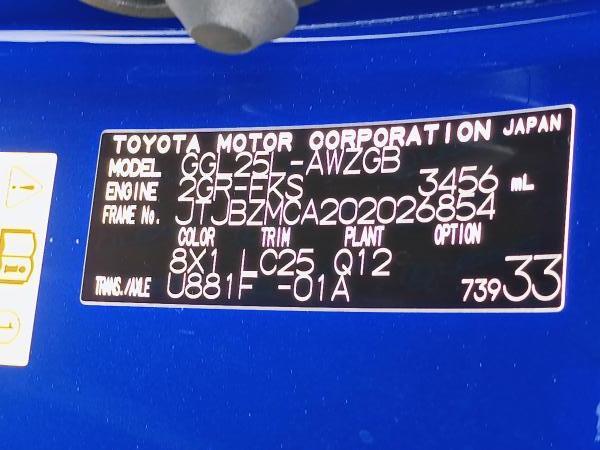 TOYOTA MOTOR CORPORATION JAPAN
MODEL GGL25L-AWZGB
ENGINE 2GR-FKS 3456 mL
FRAME No. JTJBZMCA202026854
COLOR TRIM PLANT OPTION
8X1 LC25 Q12
TRANS./AXLE U881F -01A 739 33